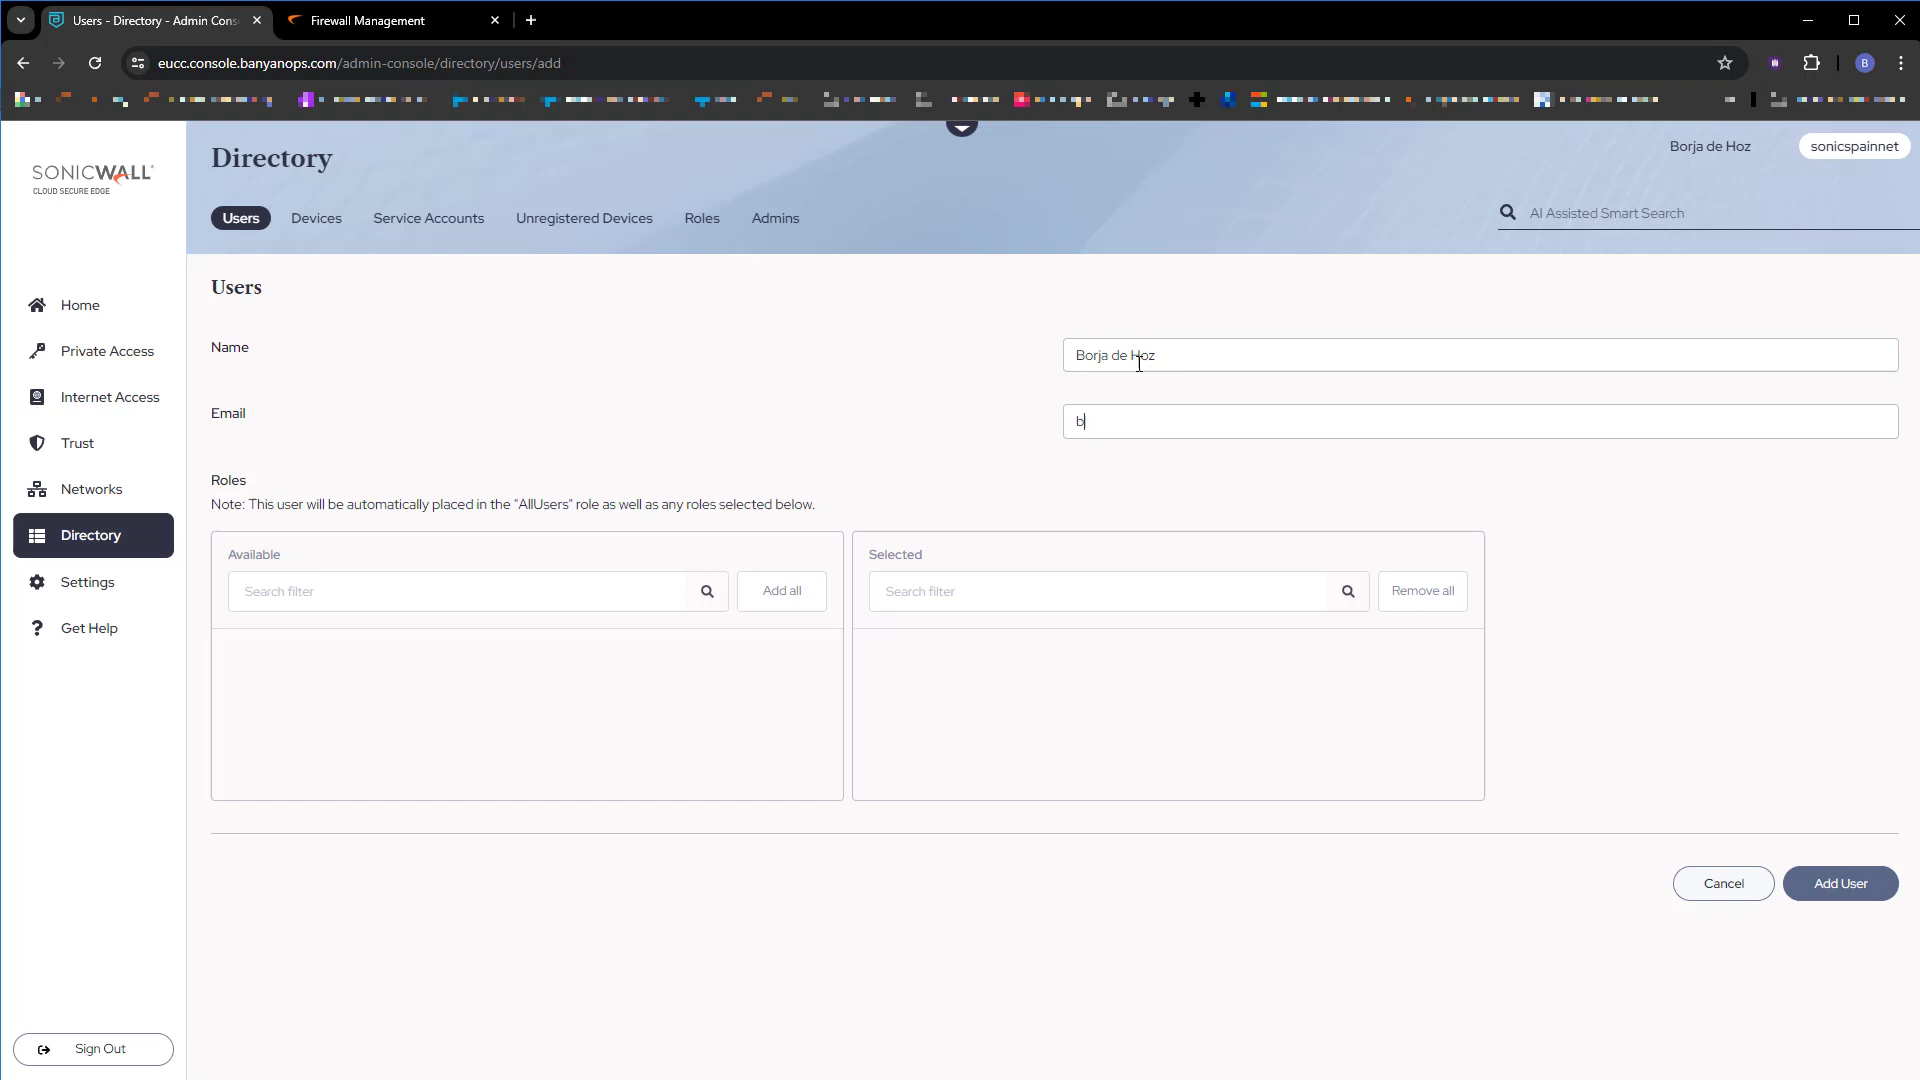 Users - Directory - Admin Cons
Firewall Management
eucc.console.banyanops.com/admin-console/directory/users/add
B
SONICWALL
CLOUD SECURE EDGE
Directory
Borja de Hoz
sonicspainnet
Users
Devices
Service Accounts
Unregistered Devices
Roles
Admins
AI Assisted Smart Search
Home
Private Access
Internet Access
Trust
Networks
Directory
Settings
Get Help
Sign Out
Users
Name
Borja de Hoz
Email
b
Roles
Note: This user will be automatically placed in the "AllUsers" role as well as any roles selected below.
Available
Search filter
Add all
Selected
Search filter
Remove all
Cancel
Add User